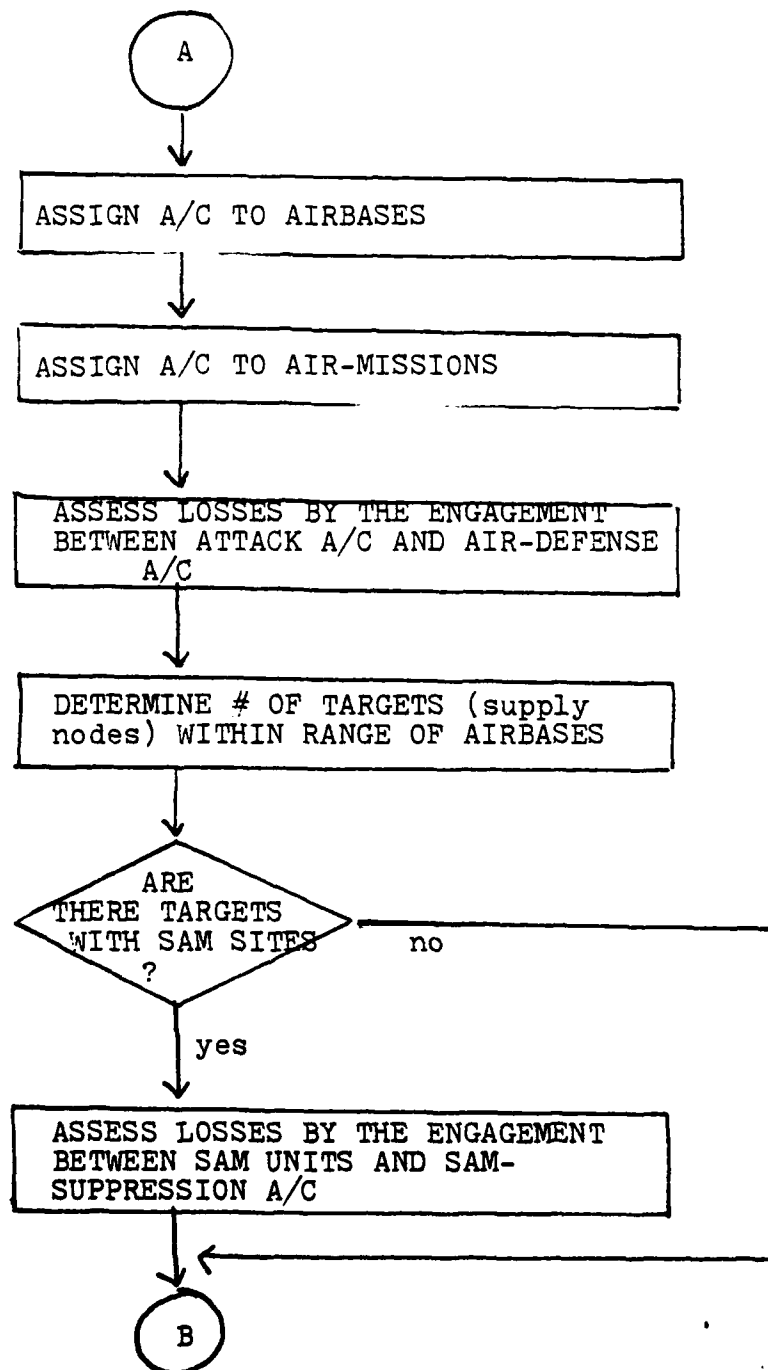 A
ASSIGN A/C TO AIRBASES
ASSIGN A/C TO AIR-MISSIONS
ASSESS LOSSES BY THE ENGAGEMENT
BETWEEN ATTACK A/C AND AIR-DEFENSE
A/C
DETERMINE # OF TARGETS (supply
nodes) WITHIN RANGE OF AIRBASES
ARE
THERE TARGETS
WITH SAM SITES
?
no
yes
ASSESS LOSSES BY THE ENGAGEMENT
BETWEEN SAM UNITS AND SAM-
SUPPRESSION A/C
B